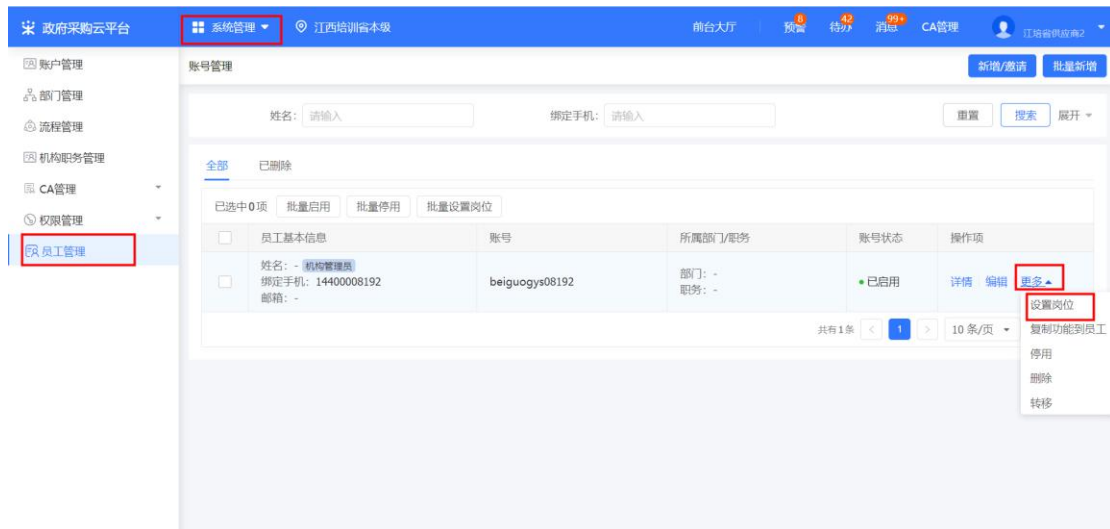 政府采购云平台
系统管理
江西培训省本级
前台大厅
预警
8
待办
42
消息
99+
CA管理
江培省供应商2
账户管理
部门管理
流程管理
机构职务管理
CA管理
权限管理
员工管理
账号管理
新增/邀请
批量新增
姓名：
请输入
绑定手机：
请输入
重置
搜索
展开
全部
已删除
已选中0项
批量启用
批量停用
批量设置岗位
员工基本信息
账号
所属部门/职务
账号状态
操作项
姓名： - 机构管理员
绑定手机： 14400008192
邮箱： -
beiguogys08192
部门： -
职务： -
已启用
详情
编辑
更多
设置岗位
复制功能到员工
停用
删除
转移
共有1条
<
1
>
10 条/页